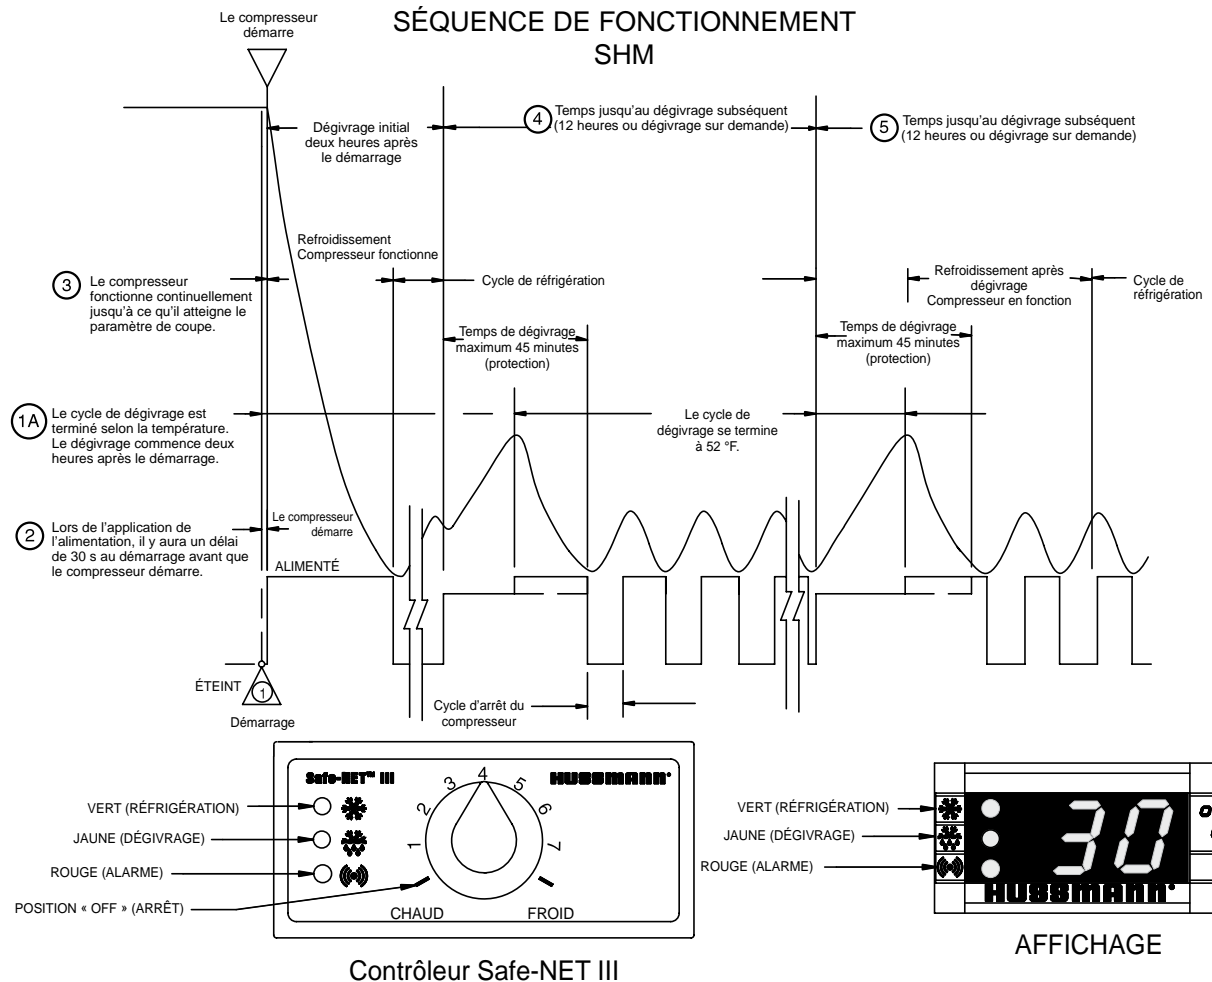 SÉQUENCE DE FONCTIONNEMENT
SHM
Le compresseur
démarre
Dégivrage initial
deux heures après
le démarrage
4
Temps jusqu'au dégivrage subséquent
(12 heures ou dégivrage sur demande)
5
Temps jusqu'au dégivrage subséquent
(12 heures ou dégivrage sur demande)
Refroidissement
Compresseur fonctionne
3
Le compresseur
fonctionne continuellement
jusqu'à ce qu'il atteigne le
paramètre de coupe.
Cycle de réfrigération
Refroidissement après
dégivrage
Compresseur en fonction
Cycle de
réfrigération
Temps de dégivrage
maximum 45 minutes
(protection)
Temps de dégivrage
maximum 45 minutes
(protection)
1A
Le cycle de dégivrage est
terminé selon la température.
Le dégivrage commence deux
heures après le démarrage.
Le cycle de
dégivrage se termine
à 52 °F.
2
Lors de l'application de
l'alimentation, il y aura un délai
de 30 s au démarrage avant que
le compresseur démarre.
Le compresseur
démarre
ALIMENTÉ
ÉTEINT
1
Démarrage
Cycle d'arrêt du
compresseur
Safe-NET™ III
HUSSMANN®
1
2
3
4
5
6
7
VERT (RÉFRIGÉRATION)
JAUNE (DÉGIVRAGE)
ROUGE (ALARME)
POSITION « OFF » (ARRÊT)
CHAUD
FROID
Contrôleur Safe-NET III
VERT (RÉFRIGÉRATION)
JAUNE (DÉGIVRAGE)
ROUGE (ALARME)
30
HUSSMANN
AFFICHAGE